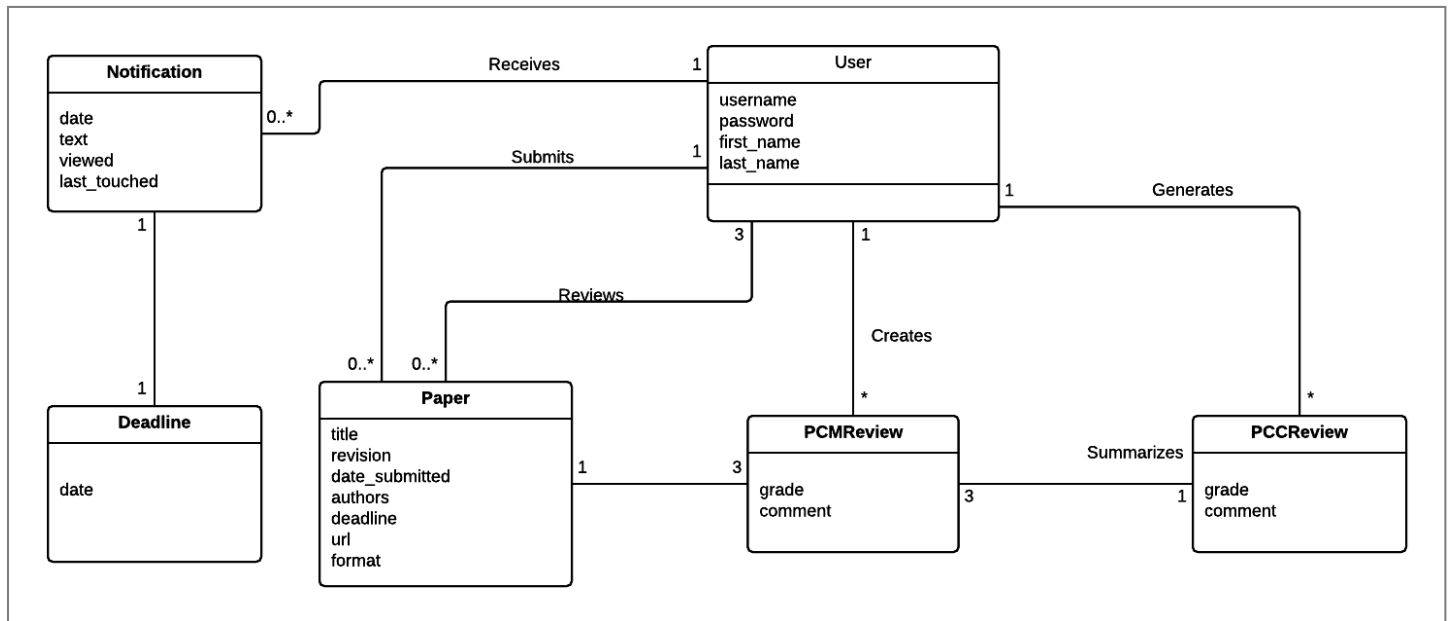 Notification
date
text
viewed
last_touched
Receives
1
0..*
User
username
password
first_name
last_name
Submits
1
1
Generates
1
3
1
Reviews
Creates
1
0..*
0..*
*
*
Deadline
date
Paper
title
revision
date_submitted
authors
deadline
url
format
1
3
PCMReview
grade
comment
Summarizes
3
1
PCCReview
grade
comment